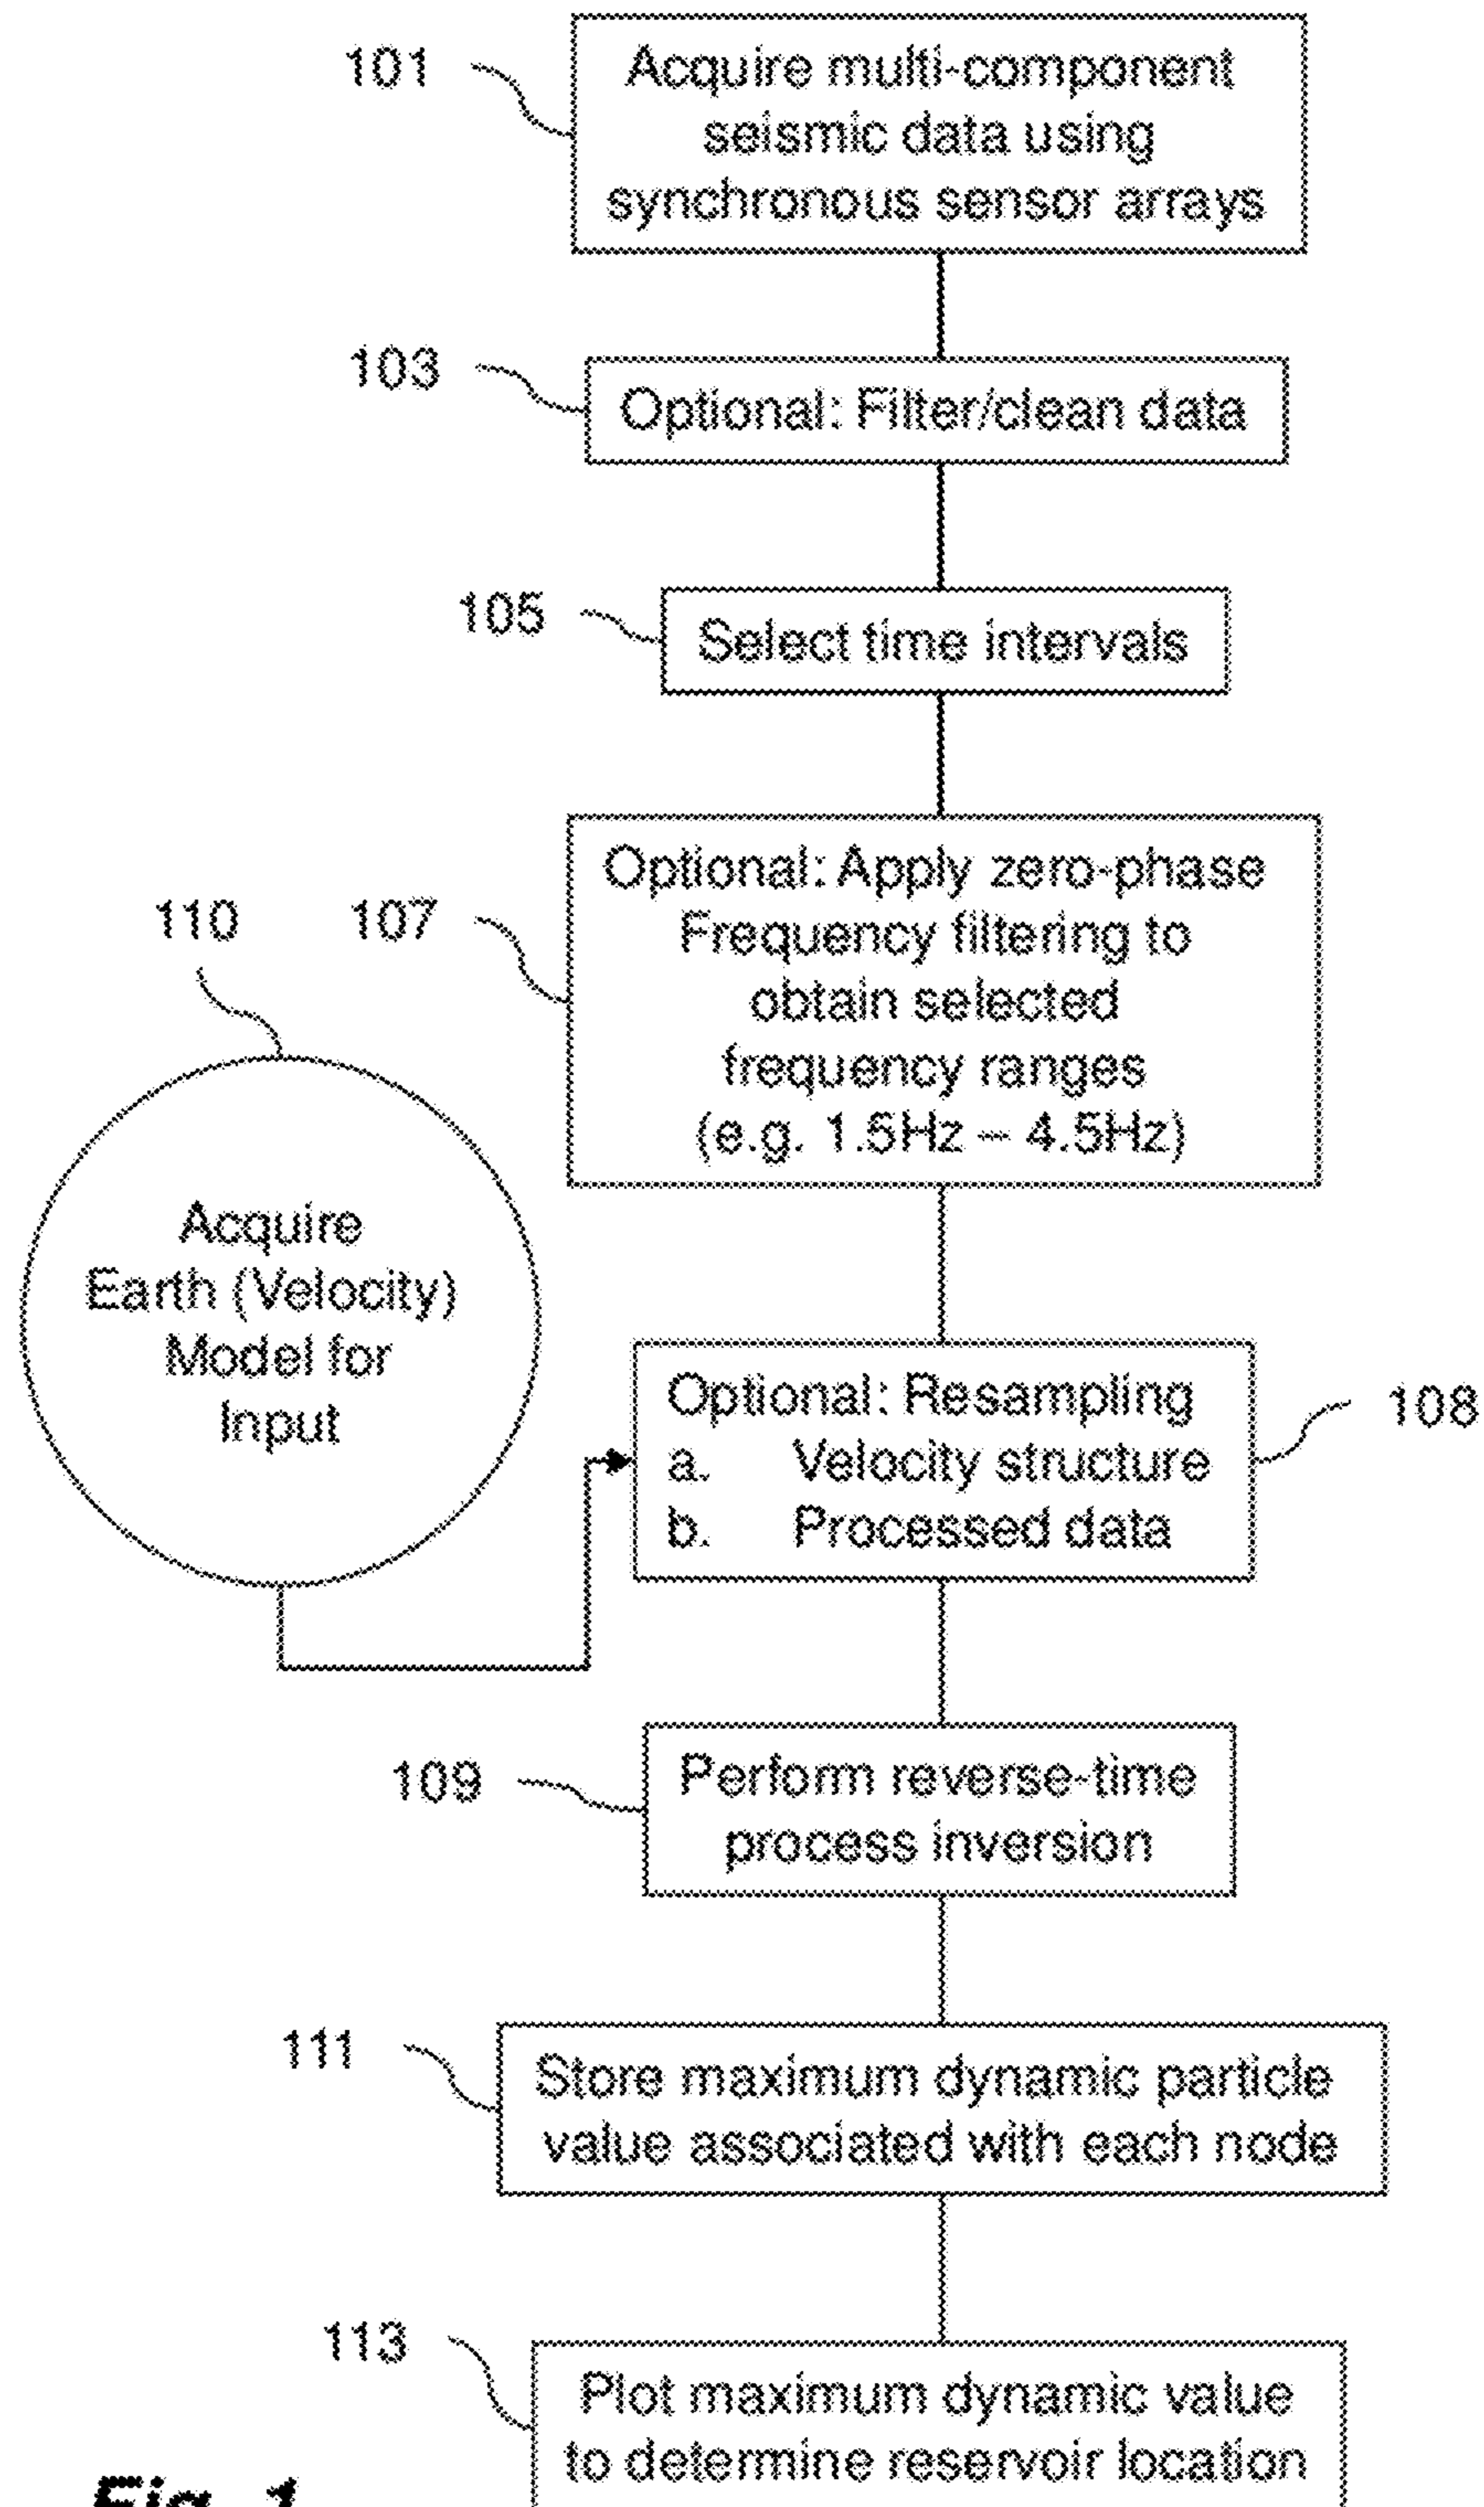 101
Acquire multi-component
seismic data using
synchronous sensor arrays
103
Optional: Filter/clean data
105
Select time intervals
107
Optional: Apply zero-phase
Frequency filtering to
obtain selected
frequency ranges
(e.g. 1.5Hz – 4.5Hz)
110
Acquire
Earth (Velocity)
Model for
Input
108
Optional: Resampling
a. Velocity structure
b. Processed data
109
Perform reverse-time
process inversion
111
Store maximum dynamic particle
value associated with each node
113
Plot maximum dynamic value
to determine reservoir location
Fig. 1